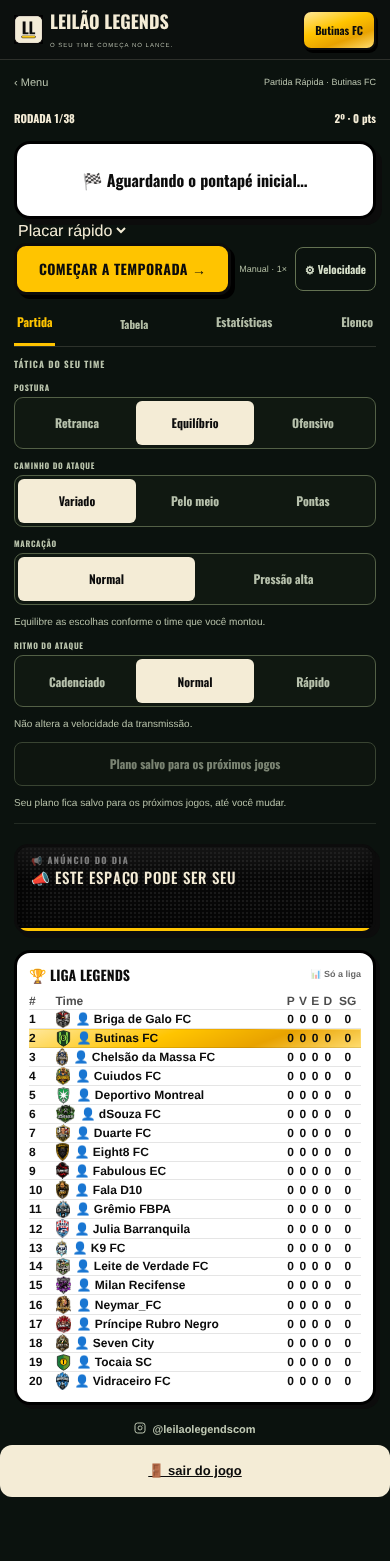 LEILÃO LEGENDS
O SEU TIME COMEÇA NO LANCE.
Butinas FC
‹ Menu
Partida Rápida · Butinas FC
RODADA 1/38
2º · 0 pts
🏁 Aguardando o pontapé inicial...
Placar rápido
COMEÇAR A TEMPORADA →
Manual · 1×
⚙ Velocidade
Partida
Tabela
Estatísticas
Elenco
TÁTICA DO SEU TIME
POSTURA
Retranca
Equilíbrio
Ofensivo
CAMINHO DO ATAQUE
Variado
Pelo meio
Pontas
MARCAÇÃO
Normal
Pressão alta
Equilibre as escolhas conforme o time que você montou.
RITMO DO ATAQUE
Cadenciado
Normal
Rápido
Não altera a velocidade da transmissão.
Plano salvo para os próximos jogos
Seu plano fica salvo para os próximos jogos, até você mudar.
📢 ANÚNCIO DO DIA
📣 ESTE ESPAÇO PODE SER SEU
🏆 LIGA LEGENDS
📊 Só a liga
# Time P V E D SG
1 👤 Briga de Galo FC 0 0 0 0 0
2 👤 Butinas FC 0 0 0 0 0
3 👤 Chelsão da Massa FC 0 0 0 0 0
4 👤 Cuiudos FC 0 0 0 0 0
5 👤 Deportivo Montreal 0 0 0 0 0
6 👤 dSouza FC 0 0 0 0 0
7 👤 Duarte FC 0 0 0 0 0
8 👤 Eight8 FC 0 0 0 0 0
9 👤 Fabulous EC 0 0 0 0 0
10 👤 Fala D10 0 0 0 0 0
11 👤 Grêmio FBPA 0 0 0 0 0
12 👤 Julia Barranquila 0 0 0 0 0
13 👤 K9 FC 0 0 0 0 0
14 👤 Leite de Verdade FC 0 0 0 0 0
15 👤 Milan Recifense 0 0 0 0 0
16 👤 Neymar_FC 0 0 0 0 0
17 👤 Príncipe Rubro Negro 0 0 0 0 0
18 👤 Seven City 0 0 0 0 0
19 👤 Tocaia SC 0 0 0 0 0
20 👤 Vidraceiro FC 0 0 0 0 0
@leilaolegendscom
🚪 sair do jogo